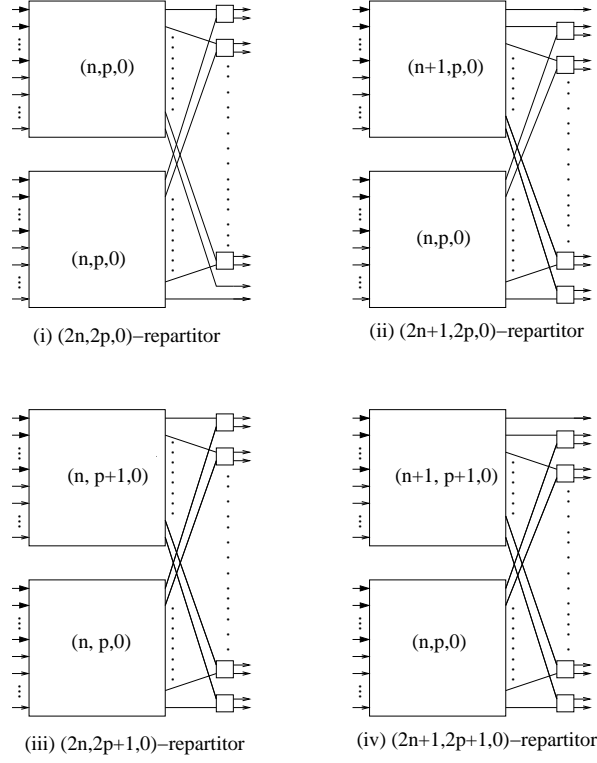 (n,p,0)
(n+1,p,0)
(n,p,0)
(n,p,0)
(i) (2n,2p,0)−repartitor
(ii) (2n+1,2p,0)−repartitor
(n, p+1,0)
(n+1, p+1,0)
(n, p,0)
(n,p,0)
(iii) (2n,2p+1,0)−repartitor
(iv) (2n+1,2p+1,0)−repartitor